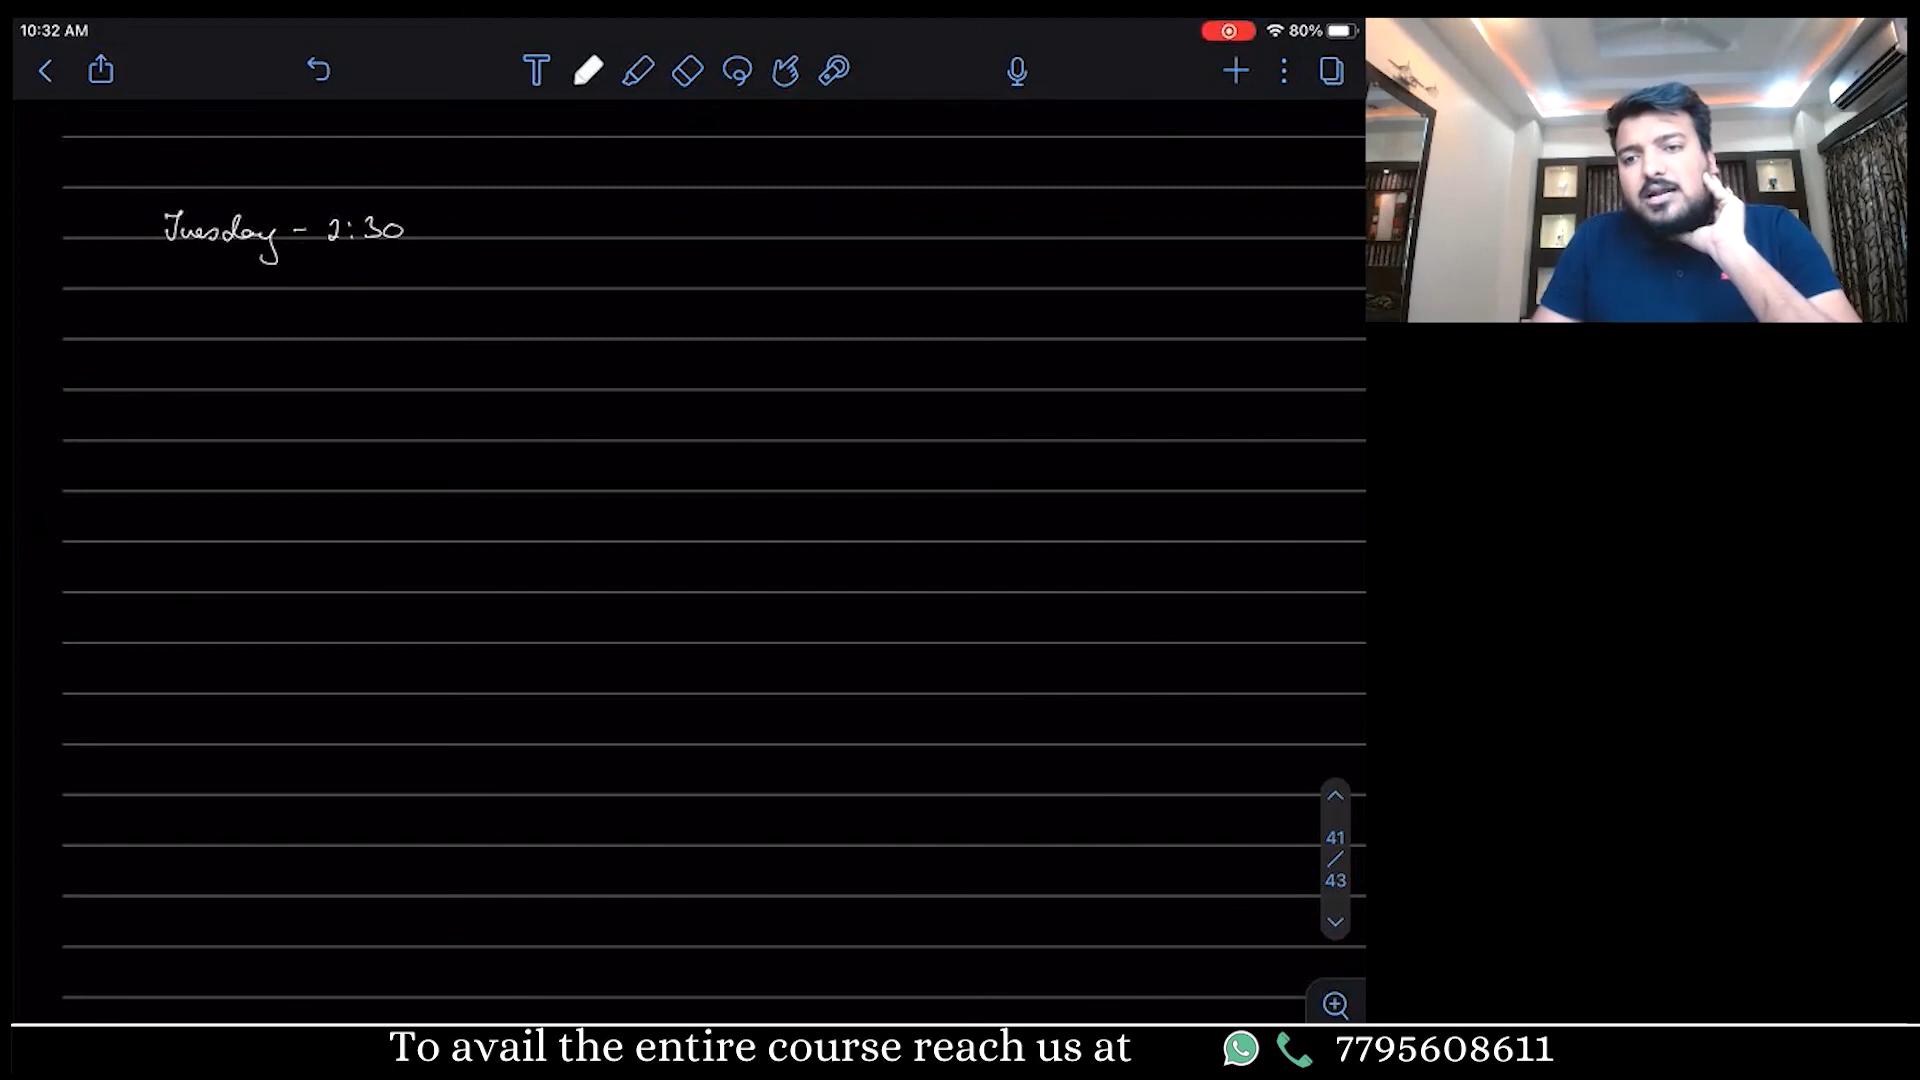 10:32 AM
80%
Tuesday - 2:30
41
43
To avail the entire course reach us at 7795608611